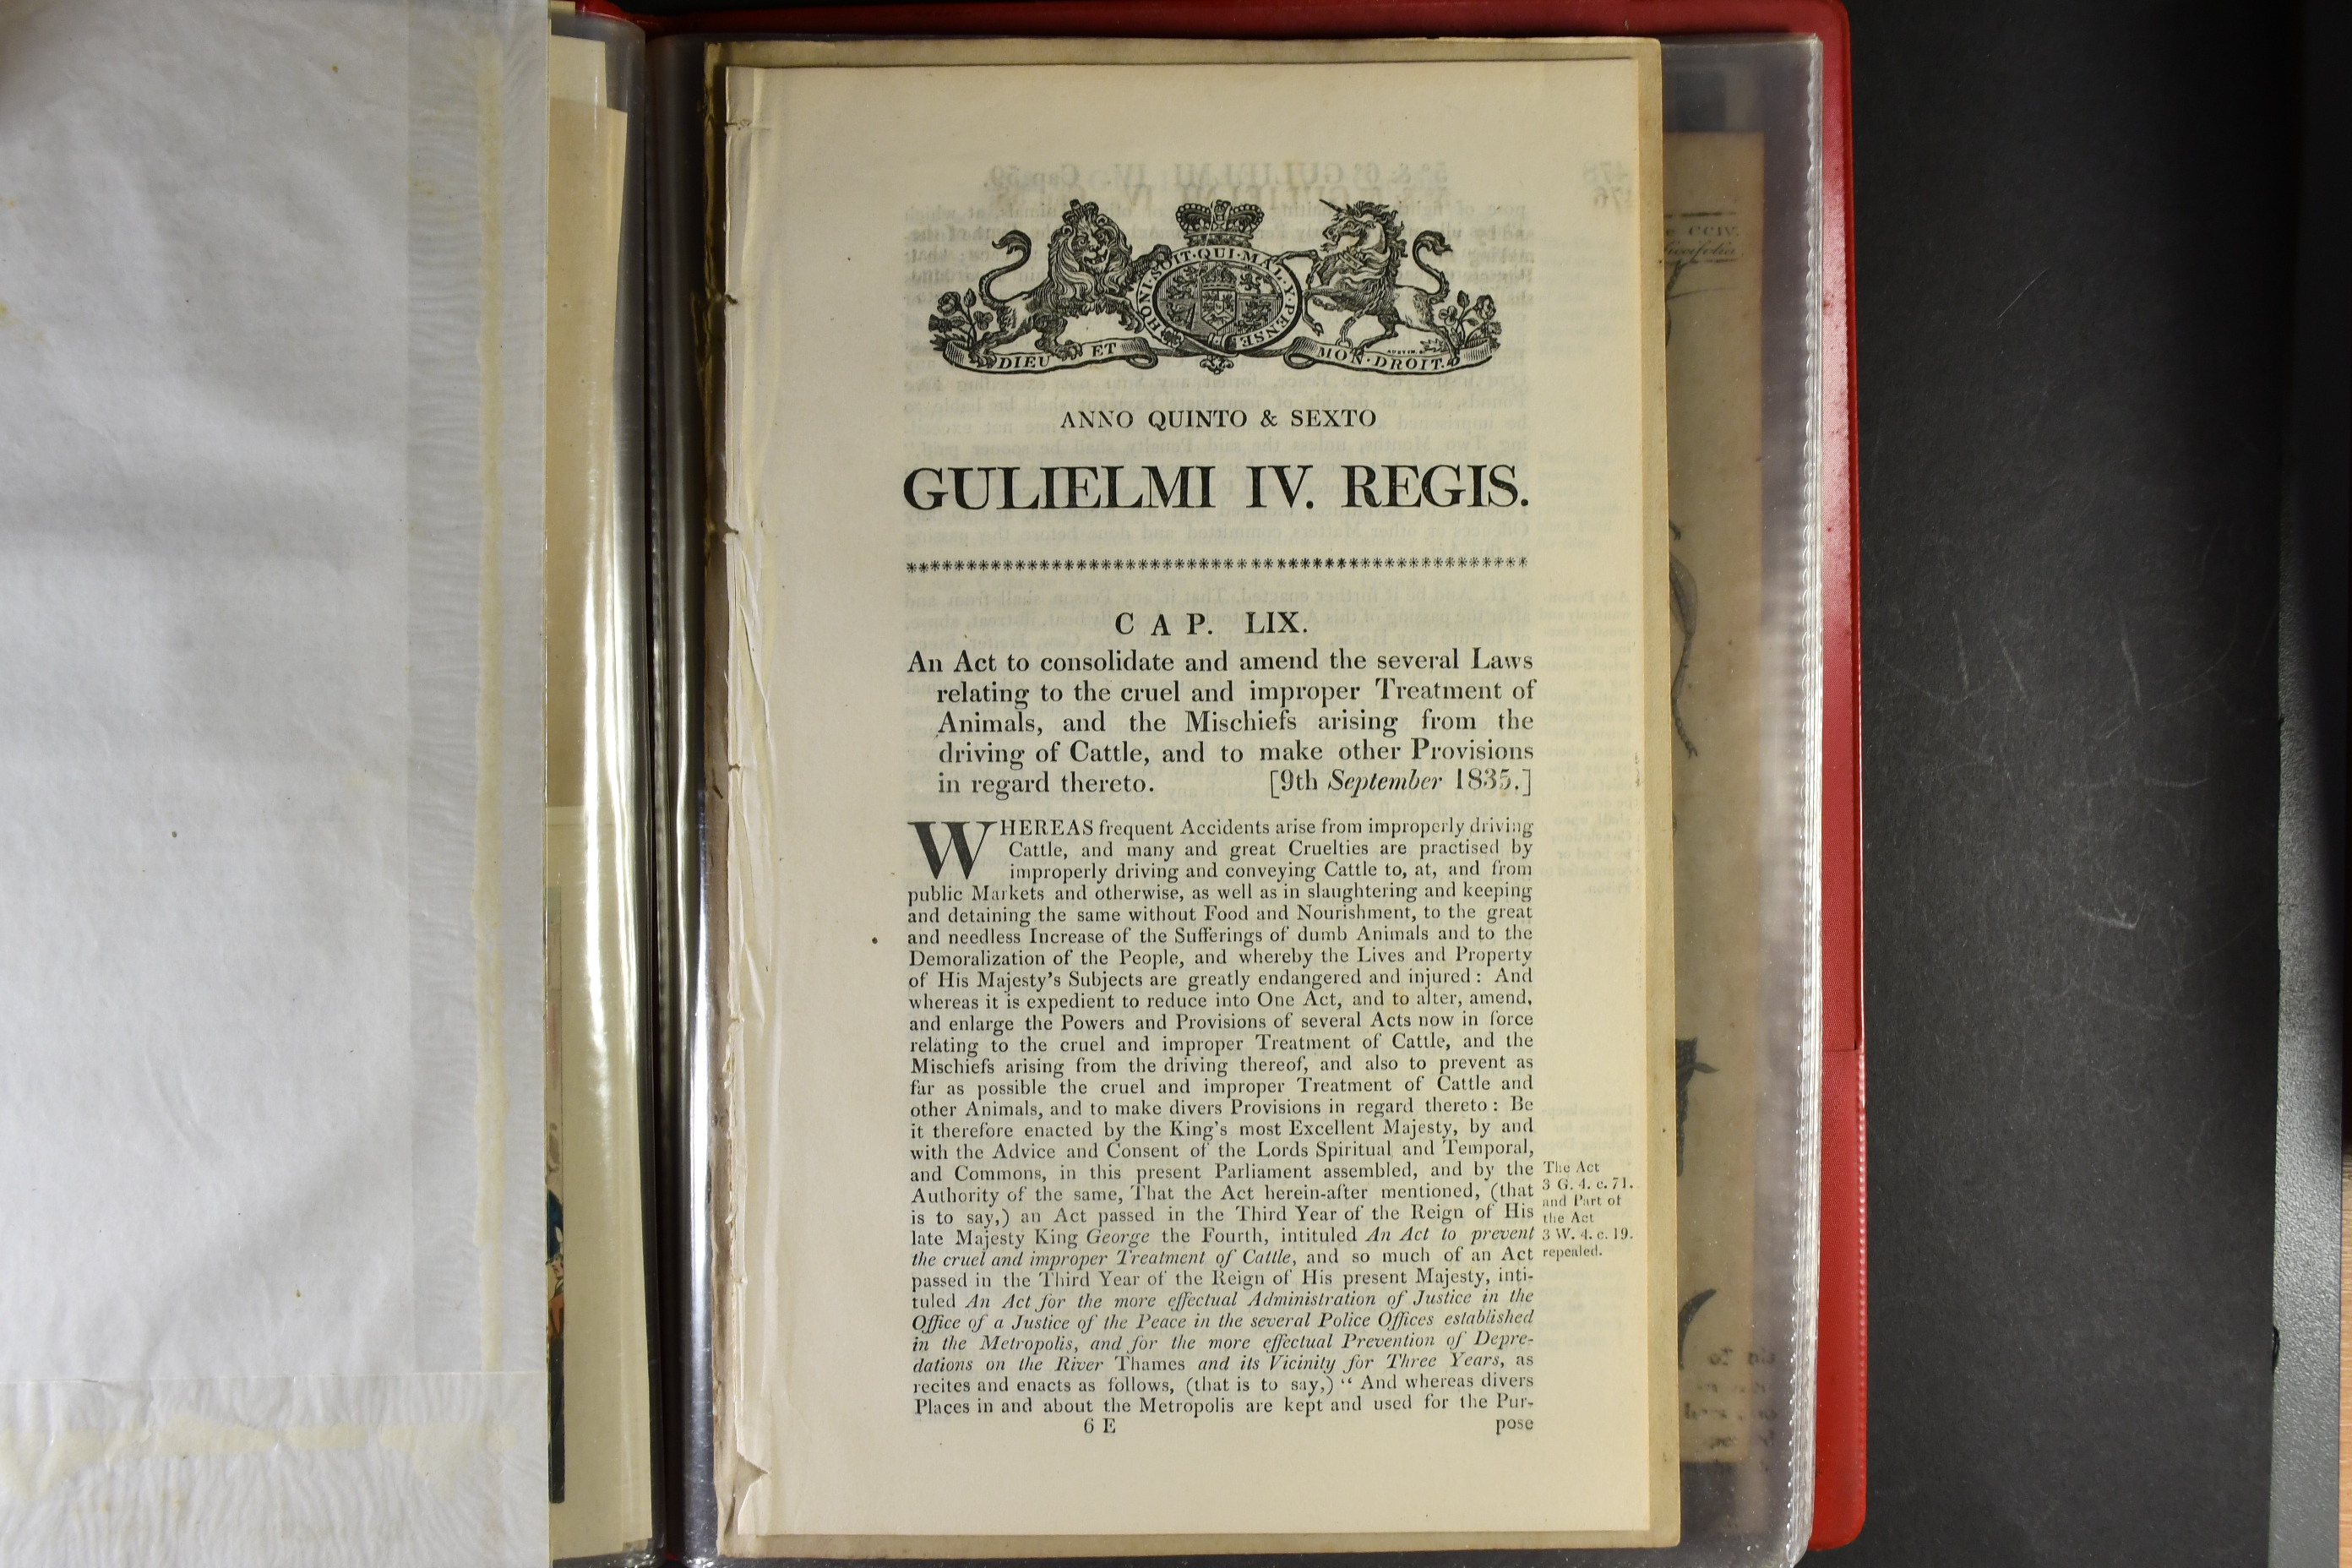 HONI·SOIT·QUI·MAL·Y·PENSE
DIEU ET MON·DROIT.
ANNO QUINTO & SEXTO
GULIELMI IV. REGIS.
CAP. LIX.
An Act to consolidate and amend the several Laws
relating to the cruel and improper Treatment of
Animals, and the Mischiefs arising from the
driving of Cattle, and to make other Provisions
in regard thereto. [9th September 1835.]
WHEREAS frequent Accidents arise from improperly driving
Cattle, and many and great Cruelties are practised by
improperly driving and conveying Cattle to, at, and from
public Markets and otherwise, as well as in slaughtering and keeping
and detaining the same without Food and Nourishment, to the great
and needless Increase of the Sufferings of dumb Animals and to the
Demoralization of the People, and whereby the Lives and Property
of His Majesty's Subjects are greatly endangered and injured: And
whereas it is expedient to reduce into One Act, and to alter, amend,
and enlarge the Powers and Provisions of several Acts now in force
relating to the cruel and improper Treatment of Cattle, and the
Mischiefs arising from the driving thereof, and also to prevent as
far as possible the cruel and improper Treatment of Cattle and
other Animals, and to make divers Provisions in regard thereto: Be
it therefore enacted by the King's most Excellent Majesty, by and
with the Advice and Consent of the Lords Spiritual and Temporal,
and Commons, in this present Parliament assembled, and by the
Authority of the same, That the Act herein-after mentioned, (that
is to say,) an Act passed in the Third Year of the Reign of His
late Majesty King George the Fourth, intituled An Act to prevent
the cruel and improper Treatment of Cattle, and so much of an Act
passed in the Third Year of the Reign of His present Majesty, inti-
tuled An Act for the more effectual Administration of Justice in the
Office of a Justice of the Peace in the several Police Offices established
in the Metropolis, and for the more effectual Prevention of Depre-
dations on the River Thames and its Vicinity for Three Years, as
recites and enacts as follows, (that is to say,) “ And whereas divers
Places in and about the Metropolis are kept and used for the Pur-
6 E pose
The Act
3 G. 4. c. 71.
and Part of
the Act
3 W. 4. c. 19.
repealed.
CCIV.